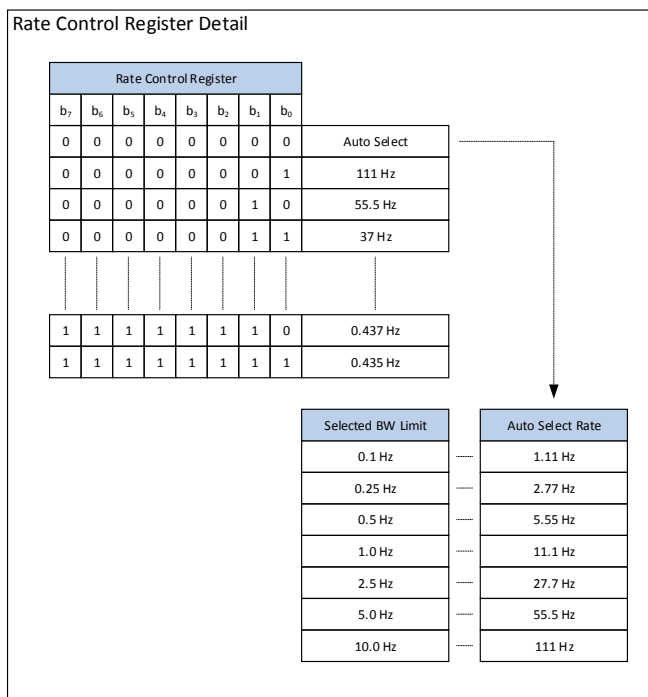 Rate Control Register Detail
Rate Control Register
b7 b6 b5 b4 b3 b2 b1 b0
0 0 0 0 0 0 0 0 Auto Select
0 0 0 0 0 0 0 1 111 Hz
0 0 0 0 0 0 1 0 55.5 Hz
0 0 0 0 0 0 1 1 37 Hz
1 1 1 1 1 1 1 0 0.437 Hz
1 1 1 1 1 1 1 1 0.435 Hz
Selected BW Limit Auto Select Rate
0.1 Hz 1.11 Hz
0.25 Hz 2.77 Hz
0.5 Hz 5.55 Hz
1.0 Hz 11.1 Hz
2.5 Hz 27.7 Hz
5.0 Hz 55.5 Hz
10.0 Hz 111 Hz